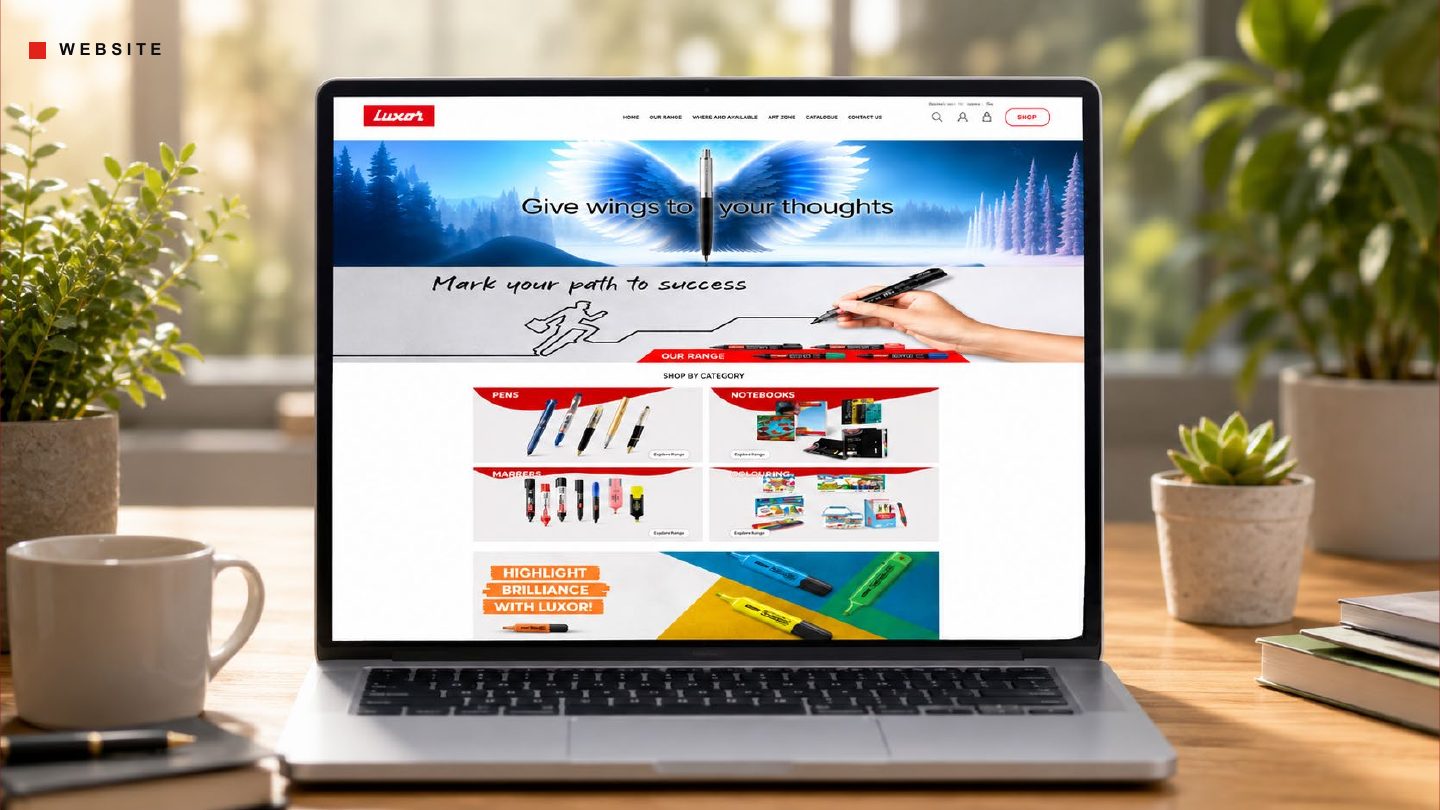 WEBSITE
Luxor
HOME OUR RANGE WHERE AND AVAILABLE ART ZONE CATALOGUE CONTACT US
SHOP
Give wings to your thoughts
Mark your path to success
OUR RANGE
SHOP BY CATEGORY
PENS
NOTEBOOKS
Explore Range
Explore Range
MARKERS
COLOURING
Explore Range
Explore Range
HIGHLIGHT
BRILLIANCE
WITH LUXOR!